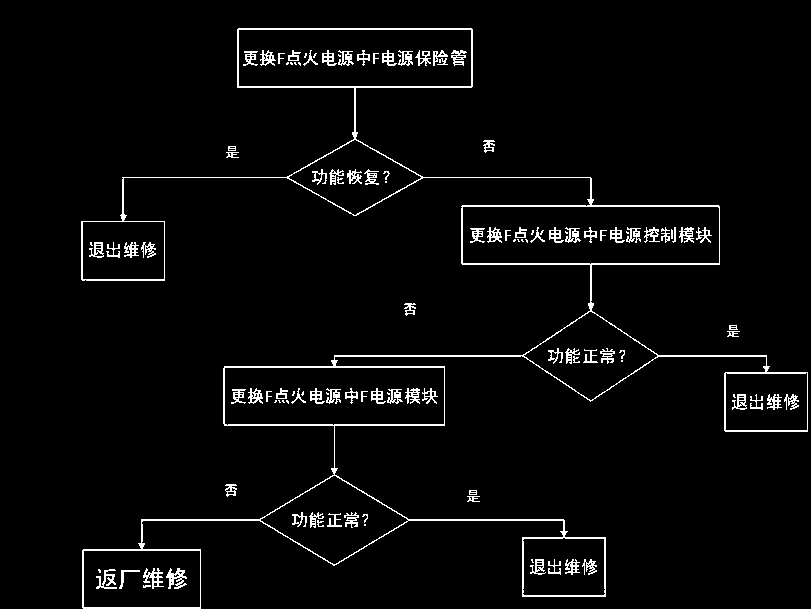 更换F点火电源中F电源保险管
是
否
功能恢复?
退出维修
更换F点火电源中F电源控制模块
否
是
功能正常?
更换F点火电源中F电源模块
退出维修
否
是
功能正常?
返厂维修
退出维修